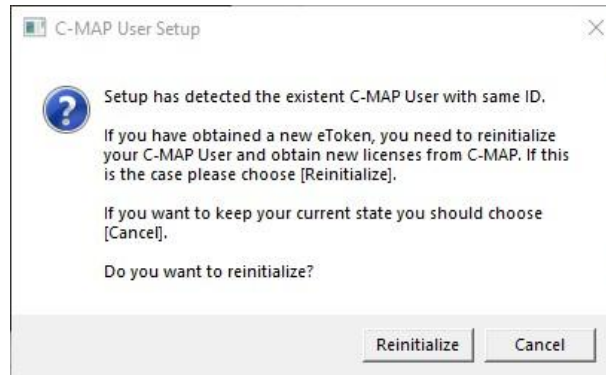 C-MAP User Setup
Setup has detected the existent C-MAP User with same ID.
If you have obtained a new eToken, you need to reinitialize
your C-MAP User and obtain new licenses from C-MAP. If this
is the case please choose [Reinitialize].
If you want to keep your current state you should choose
[Cancel].
Do you want to reinitialize?
Reinitialize Cancel